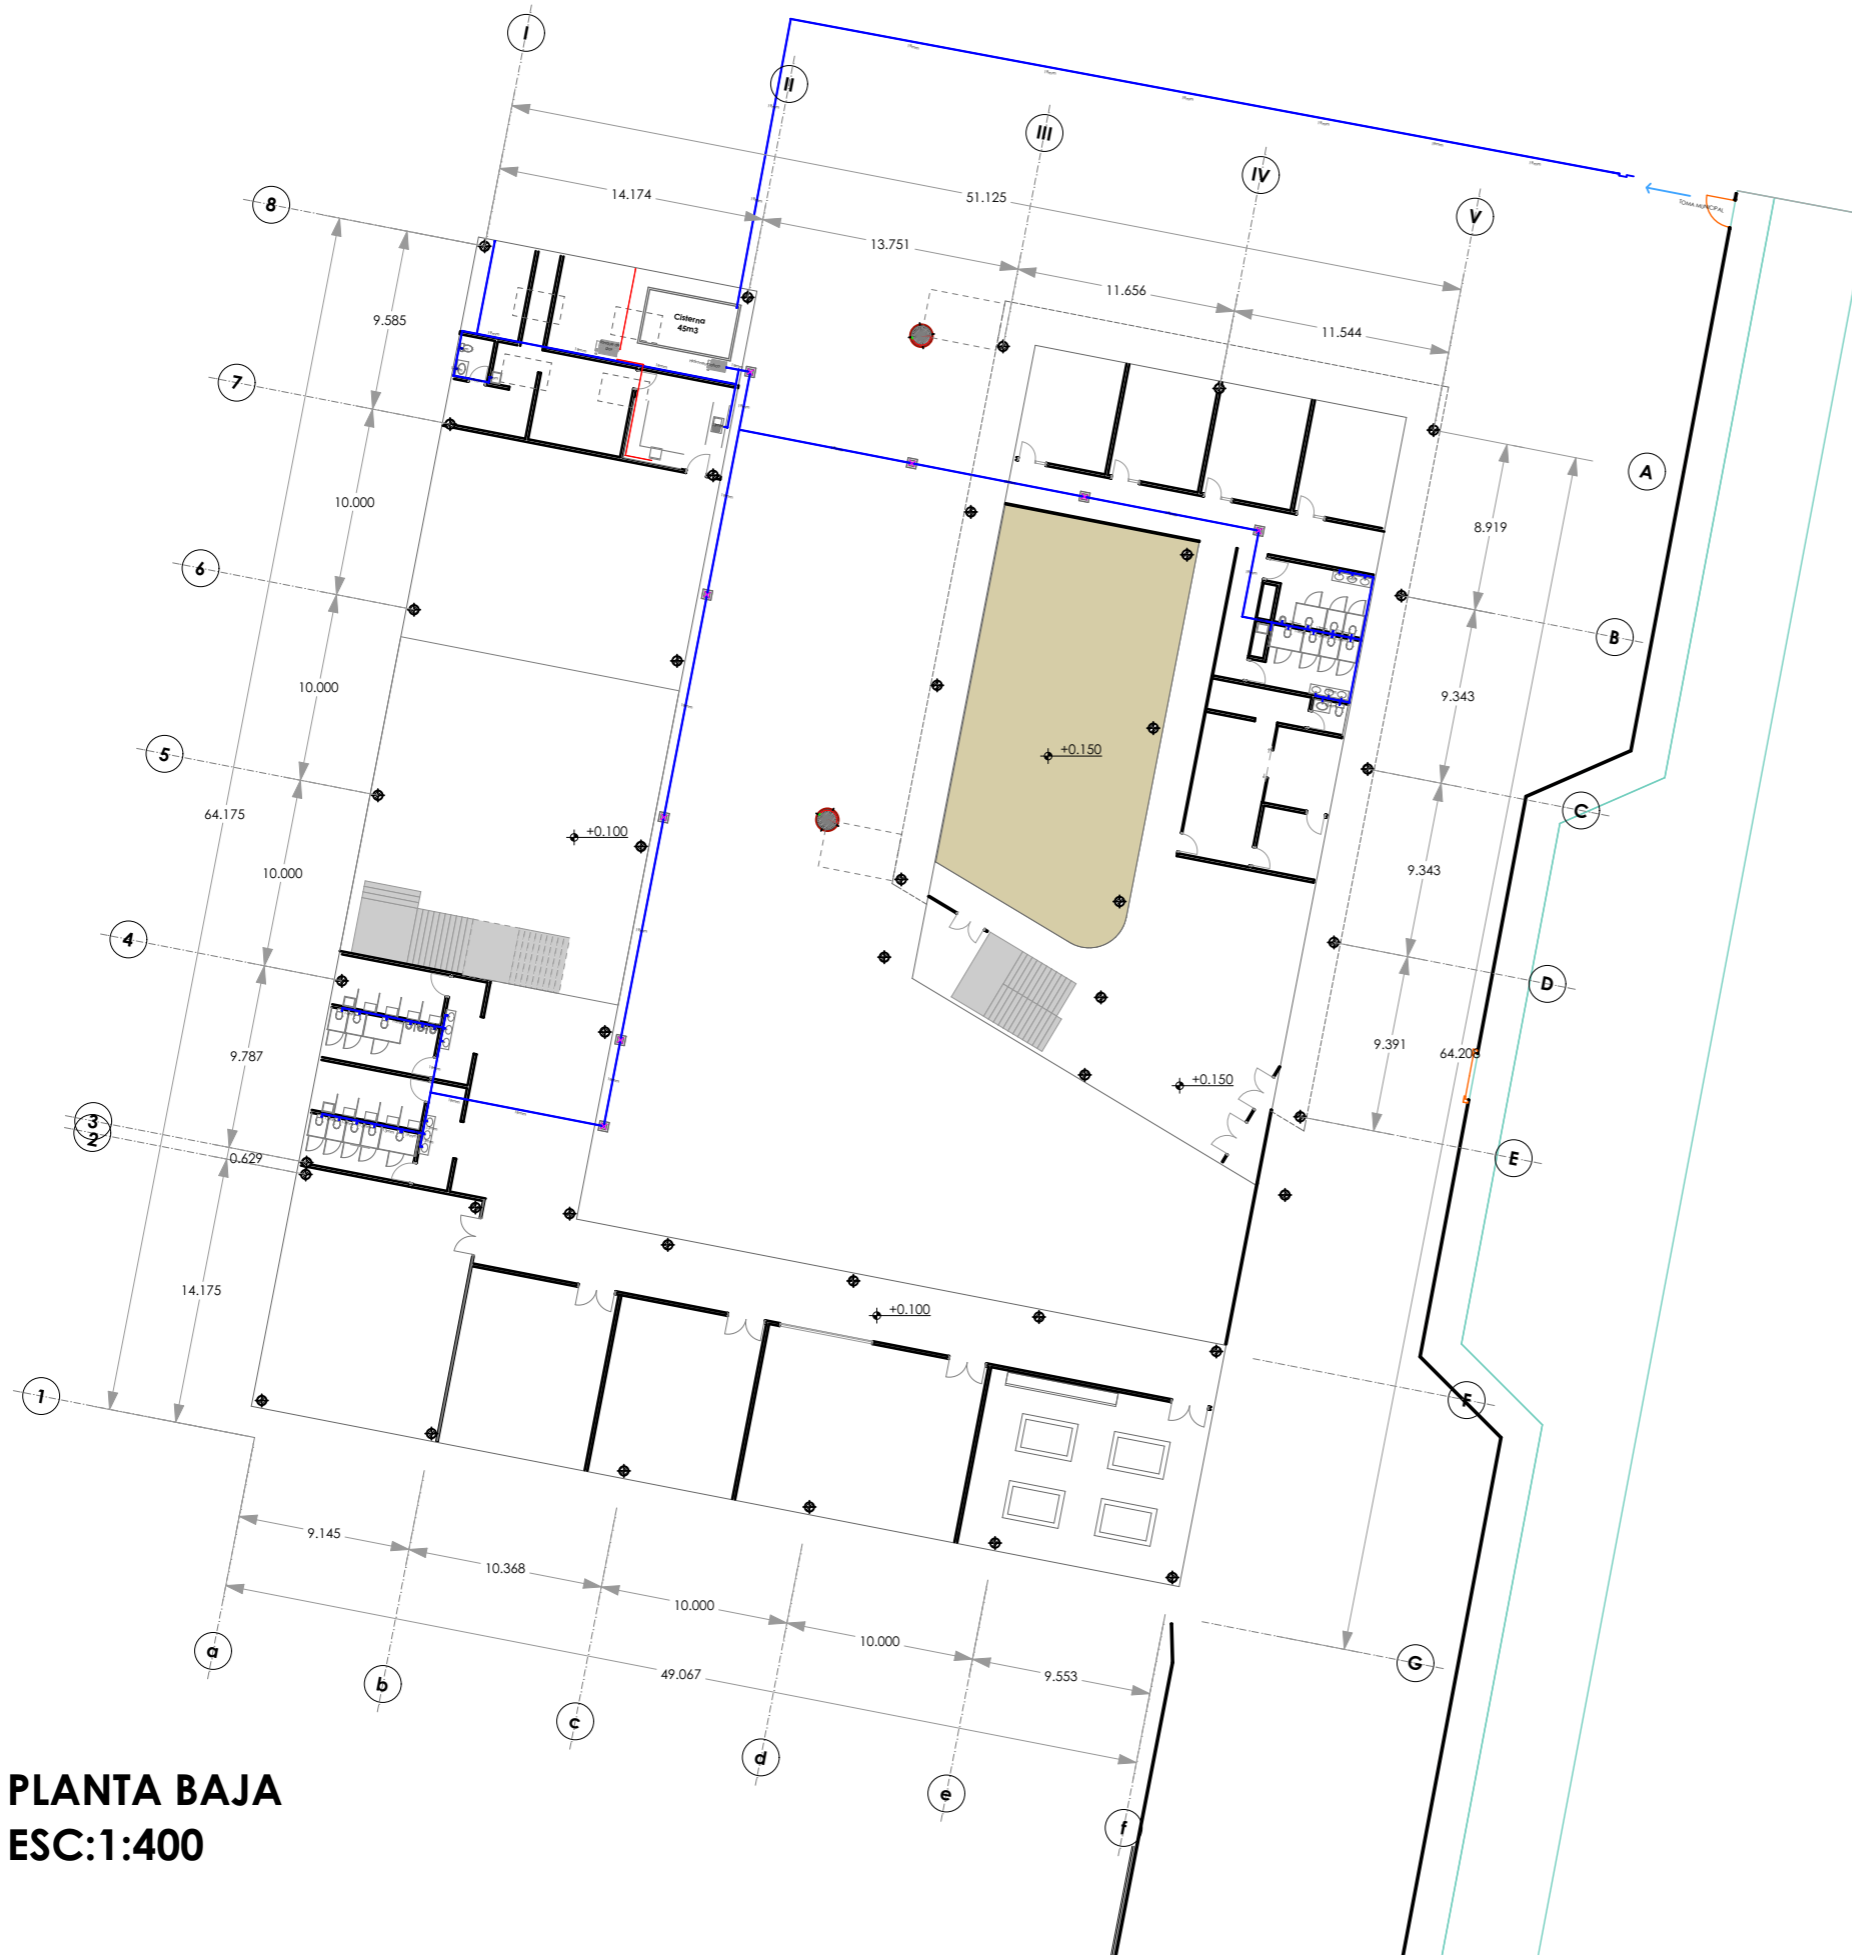 I
II
III
IV
V
TOMA MUNICIPAL
51.125
14.174
13.751
11.656
11.544
8
9.585
Cisterna
45m3
7
A
10.000
8.919
6
B
10.000
9.343
5
+0.150
C
64.175
+0.100
10.000
9.343
4
D
9.787
9.391
64.208
+0.150
3
2
0.629
E
14.175
+0.100
1
F
9.145
10.368
10.000
10.000
9.553
49.067
a
b
c
d
e
f
G
PLANTA BAJA
ESC:1:400